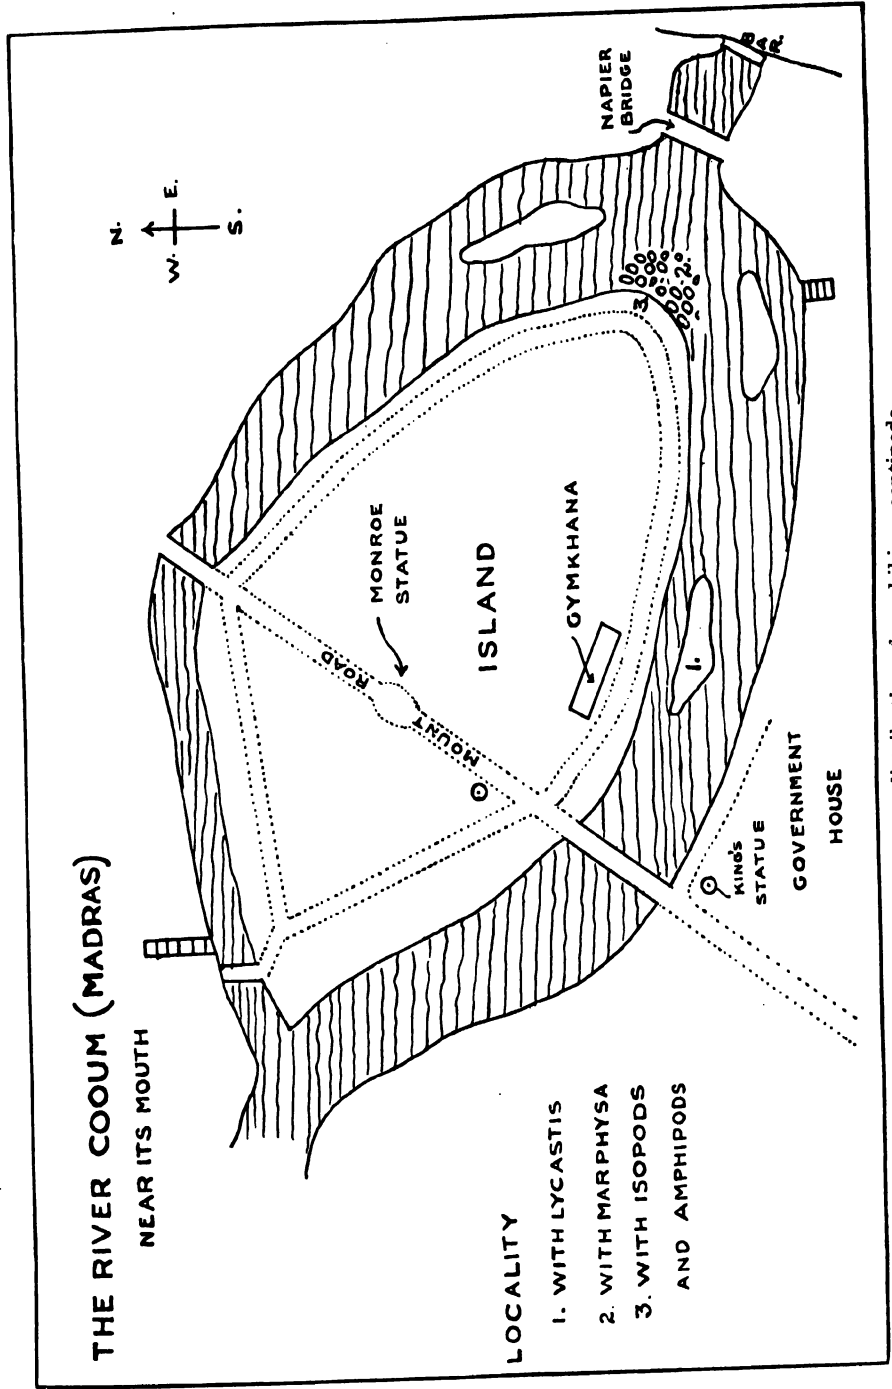 THE RIVER COOUM (MADRAS)
NEAR ITS MOUTH
N.
W. E.
S.
NAPIER
BRIDGE
BAR.
MONROE
STATUE
ISLAND
GYMKHANA
MOUNT ROAD
3
2.
1.
KING'S
STATUE
GOVERNMENT
HOUSE
LOCALITY
1. WITH LYCASTIS
2. WITH MARPHYSA
3. WITH ISOPODS
AND AMPHIPODS